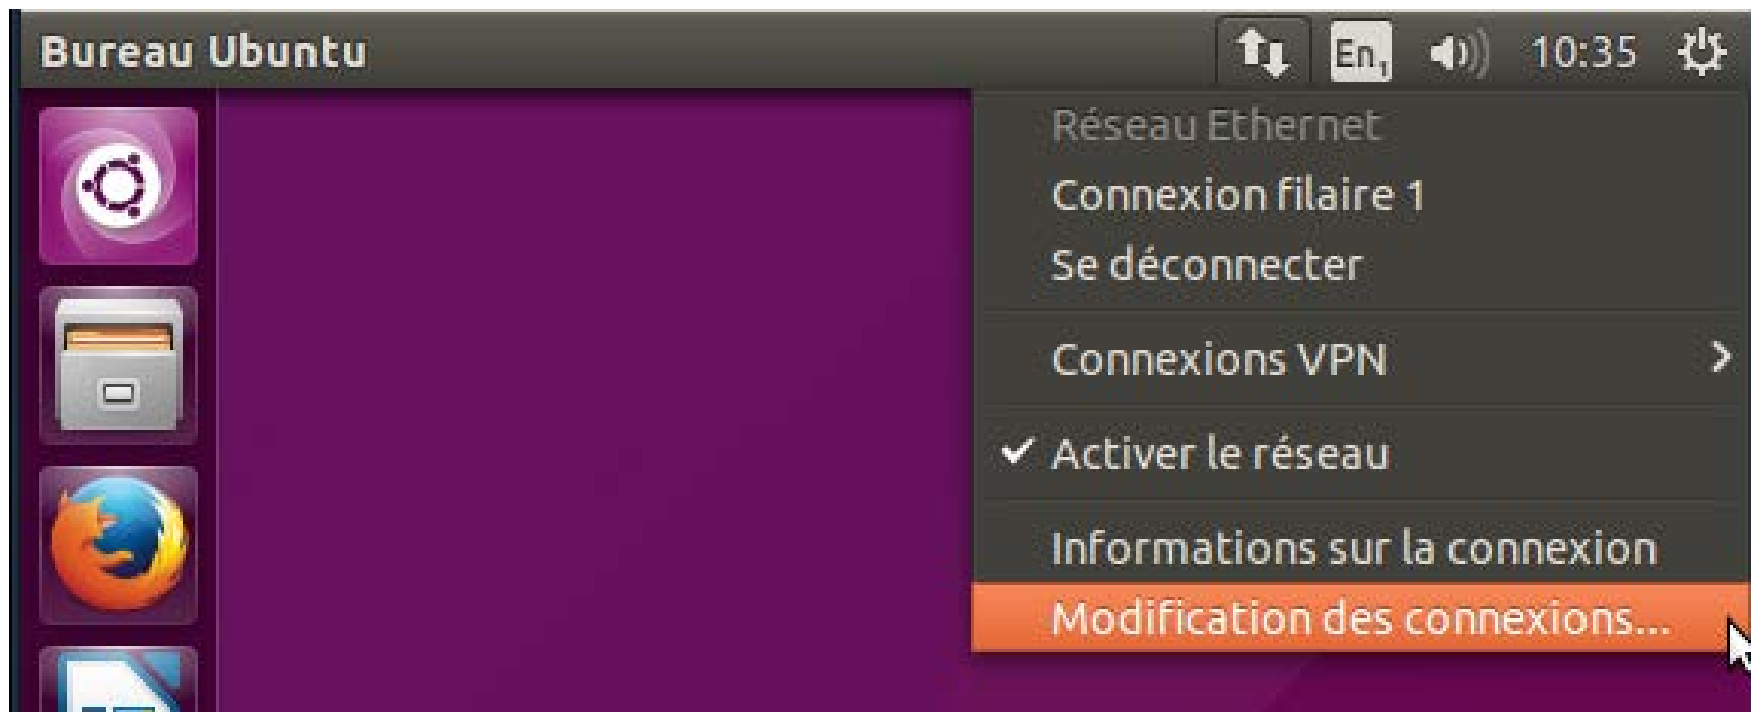 Bureau Ubuntu
En1
10:35
Réseau Ethernet
Connexion filaire 1
Se déconnecter
Connexions VPN
Activer le réseau
Informations sur la connexion
Modification des connexions...